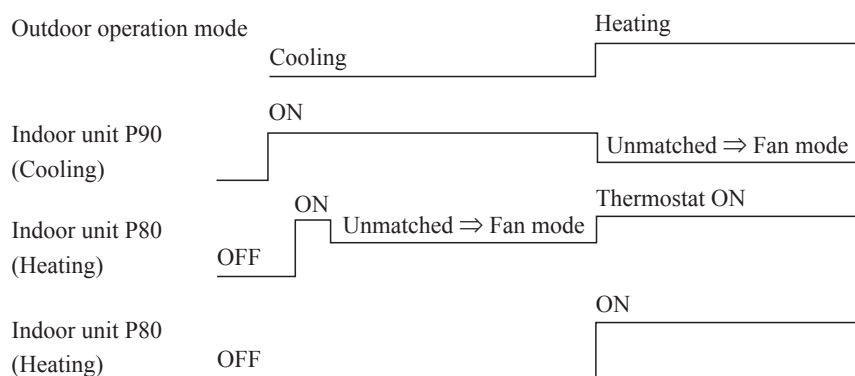 Outdoor operation mode
Cooling
Heating
Indoor unit P90
(Cooling)
ON
Unmatched ⇒ Fan mode
Indoor unit P80
(Heating)
OFF
ON
Unmatched ⇒ Fan mode
Thermostat ON
Indoor unit P80
(Heating)
OFF
ON